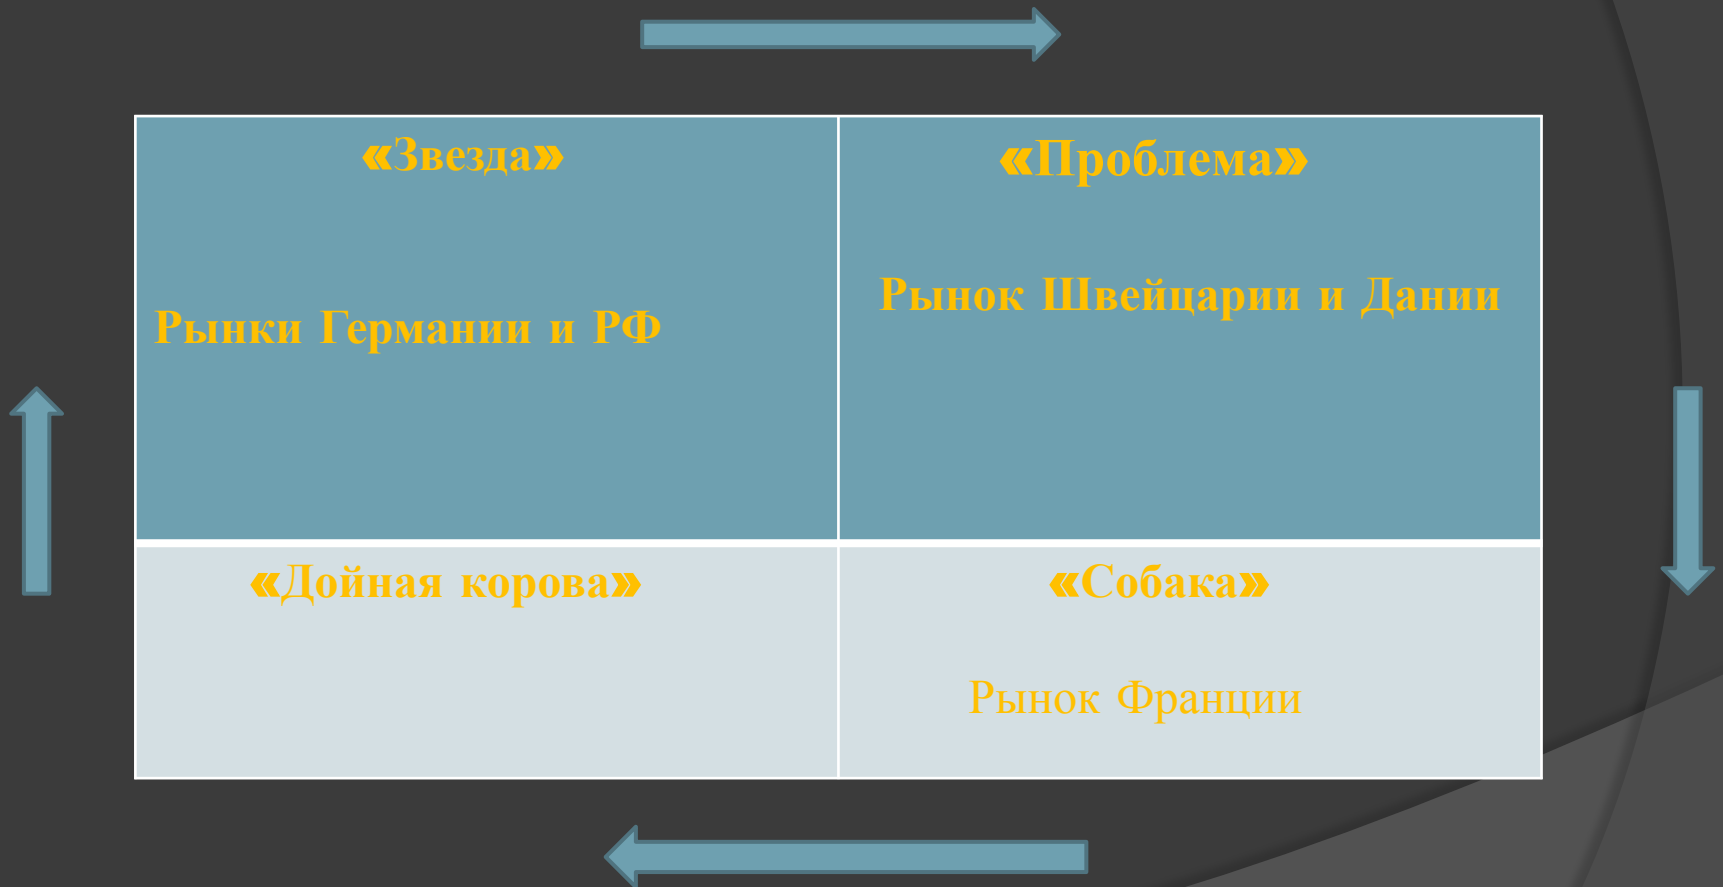 «Звезда»
Рынки Германии и РФ
«Проблема»
Рынок Швейцарии и Дании
«Дойная корова»
«Собака»
Рынок Франции